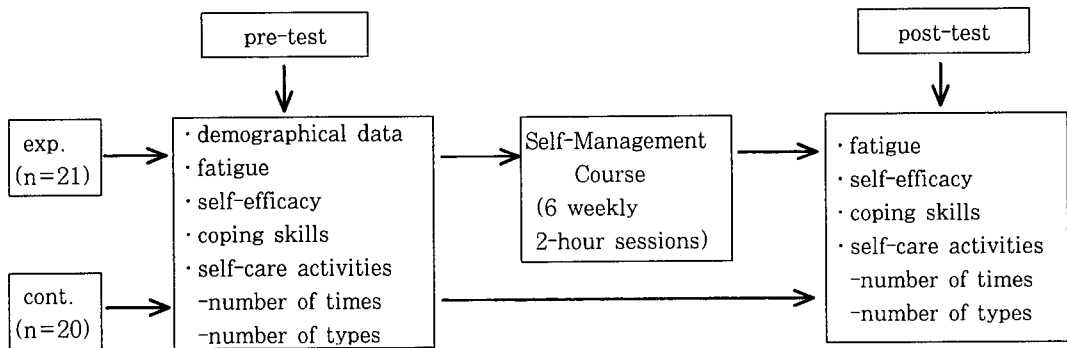 pre-test
post-test
exp.
(n=21)
cont.
(n=20)
· demographical data
· fatigue
· self-efficacy
· coping skills
· self-care activities
-number of times
-number of types
Self-Management
Course
(6 weekly
2-hour sessions)
· fatigue
· self-efficacy
· coping skills
· self-care activities
-number of times
-number of types